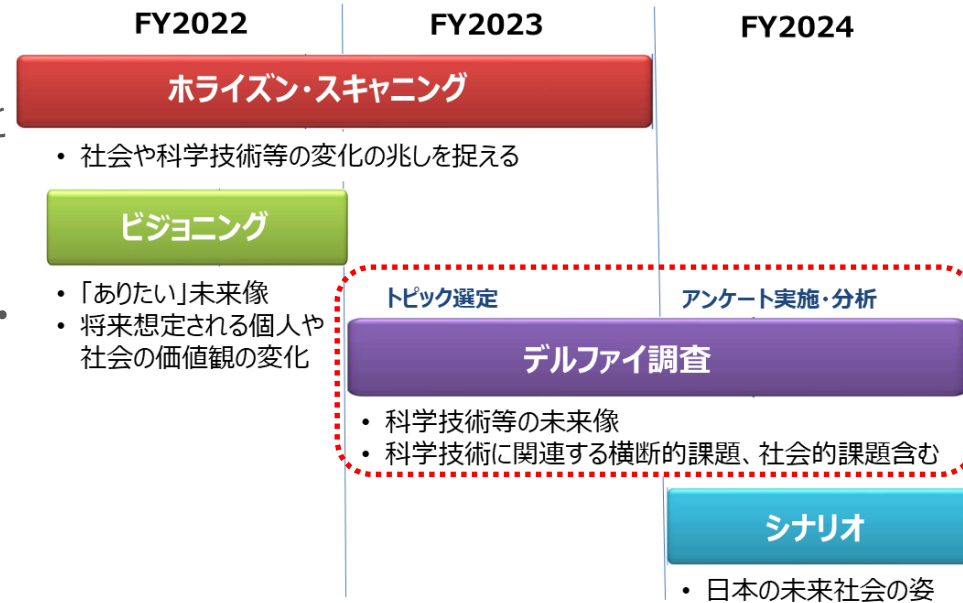 FY2022
FY2023
FY2024
ホライズン・スキャニング
• 社会や科学技術等の変化の兆しを捉える
ビジョニング
• 「ありたい」未来像
• 将来想定される個人や
社会の価値観の変化
トピック選定
アンケート実施・分析
デルファイ調査
• 科学技術等の未来像
• 科学技術に関連する横断的課題、社会的課題含む
シナリオ
• 日本の未来社会の姿